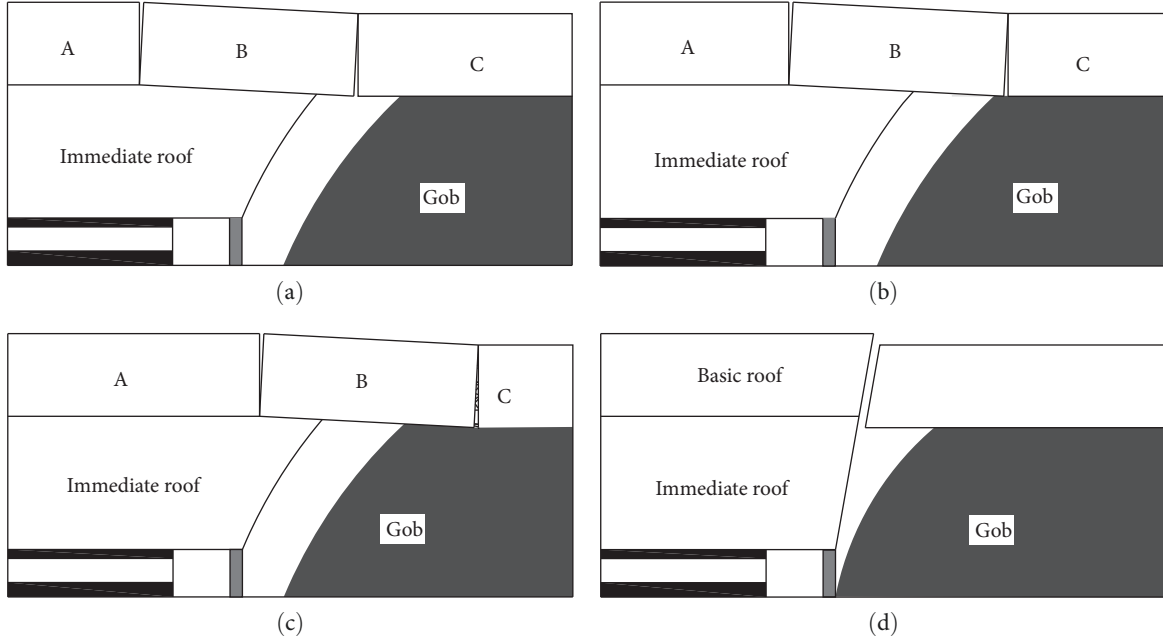 A
B
C
Immediate roof
Gob
(a)
A
B
C
Immediate roof
Gob
(b)
A
B
C
Immediate roof
Gob
(c)
Basic roof
Immediate roof
Gob
(d)